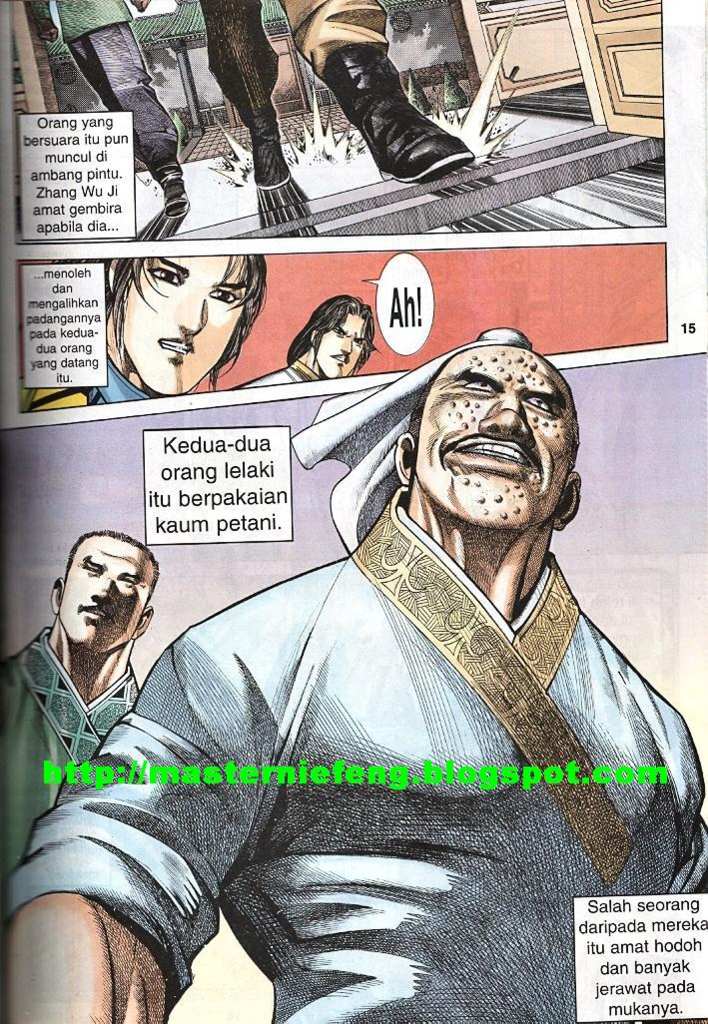 Orang yang
bersuara itu pun
muncul di
ambang pintu.
Zhang Wu Ji
amat gembira
apabila dia...
...menoleh
dan
mengalihkan
padangannya
pada kedua-
dua orang
yang datang
itu.
Ah!
15
Kedua-dua
orang lelaki
itu berpakaian
kaum petani.
http://masterniefeng.blogspot.com
Salah seorang
daripada mereka
itu amat hodoh
dan banyak
jerawat pada
mukanya.